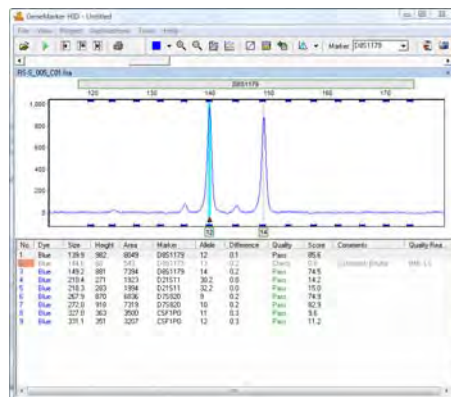 GeneMarker HID - Untitled
File View Project Applications Tools Help
Marker D8S1179
RS-S_005_C01.fsa
D8S1179
120 130 140 150 160 170
1,000
800
600
400
200
0
12 14
No. Dye Size Height Area Marker Allele Difference Quality Score Comments Quality Rea...
1 Blue 139.9 982 8049 D8S1179 12 0.1 Pass 85.6
Blue D8S1179 13 0.2 Check
3 Blue 149.2 881 7394 D8S1179 14 0.2 Pass 74.5
4 Blue 210.4 271 1923 D21S11 30.2 0.0 Pass 14.2
5 Blue 218.3 283 1994 D21S11 32.2 0.0 Pass 15.0
6 Blue 267.9 870 6836 D7S820 9 0.2 Pass 74.9
7 Blue 272.0 918 7319 D7S820 10 0.2 Pass 82.9
8 Blue 327.0 363 3500 CSF1PO 11 0.3 Pass 9.6
9 Blue 331.1 351 3207 CSF1PO 12 0.3 Pass 11.2